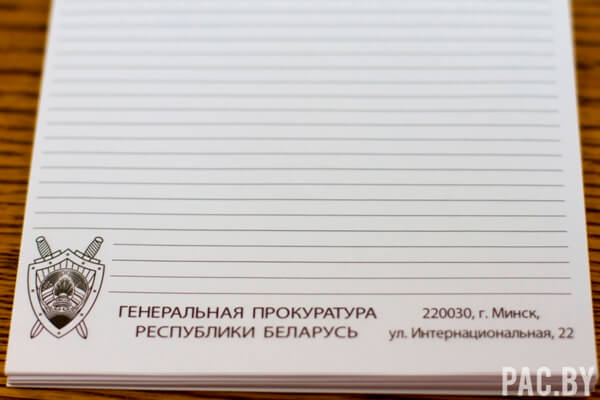 ГЕНЕРАЛЬНАЯ ПРОКУРАТУРА
РЕСПУБЛИКИ БЕЛАРУСЬ
220030, г. Минск,
ул. Интернациональная, 22
PAC.BY